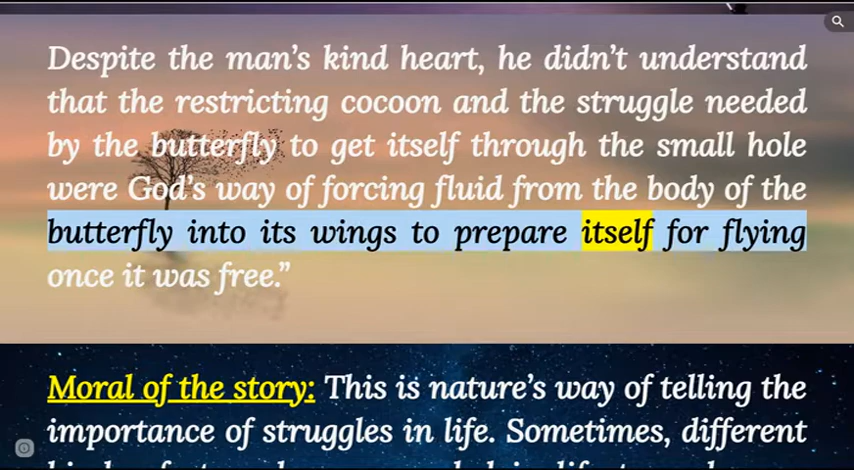 Despite the man's kind heart, he didn't understand
that the restricting cocoon and the struggle needed
by the butterfly to get itself through the small hole
were God's way of forcing fluid from the body of the
butterfly into its wings to prepare itself for flying
once it was free.”
Moral of the story: This is nature's way of telling the
importance of struggles in life. Sometimes, different